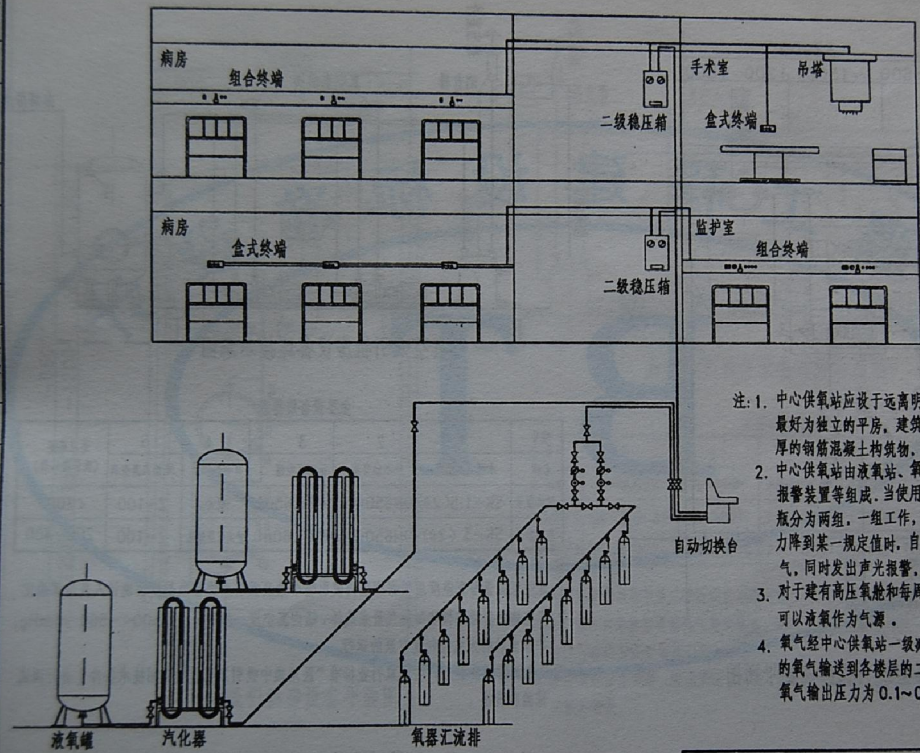 病房
组合终端
二级稳压箱
手术室
吊塔
盒式终端
病房
盒式终端
二级稳压箱
监护室
组合终端
自动切换台
液氧罐
汽化器
氧器汇流排
注: 1. 中心供氧站应设于远离明
最好为独立的平房，建筑
厚的钢筋混凝土构筑物，
2. 中心供氧站由液氧站、氧
报警装置等组成．当使用
瓶分为两组，一组工作，
力降到某一规定值时，自
气，同时发出声光报警，
3. 对于建有高压氧舱和每周
可以液氧作为气源．
4. 氧气经中心供氧站一级减
的氧气输送到各楼层的二
氧气输出压力为0.1~0